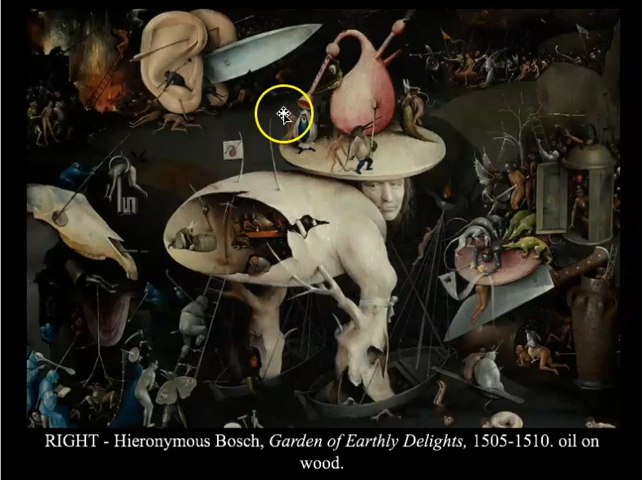 RIGHT - Hieronymous Bosch, Garden of Earthly Delights, 1505-1510. oil on
wood.